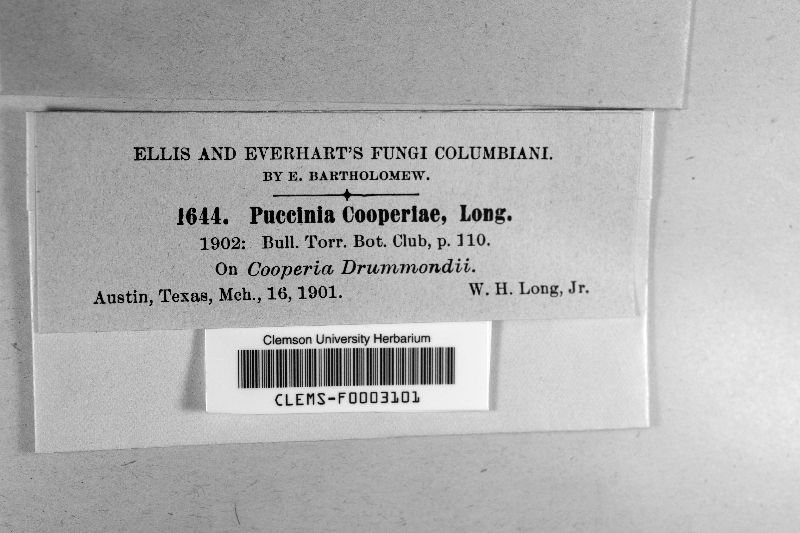 ELLIS AND EVERHART'S FUNGI COLUMBIANI.
BY E. BARTHOLOMEW.
1644. Puccinia Cooperiae, Long.
1902: Bull. Torr. Bot. Club, p. 110.
On Cooperia Drummondii.
Austin, Texas, Mch., 16, 1901. W. H. Long, Jr.
Clemson University Herbarium
CLEMS-F0003101